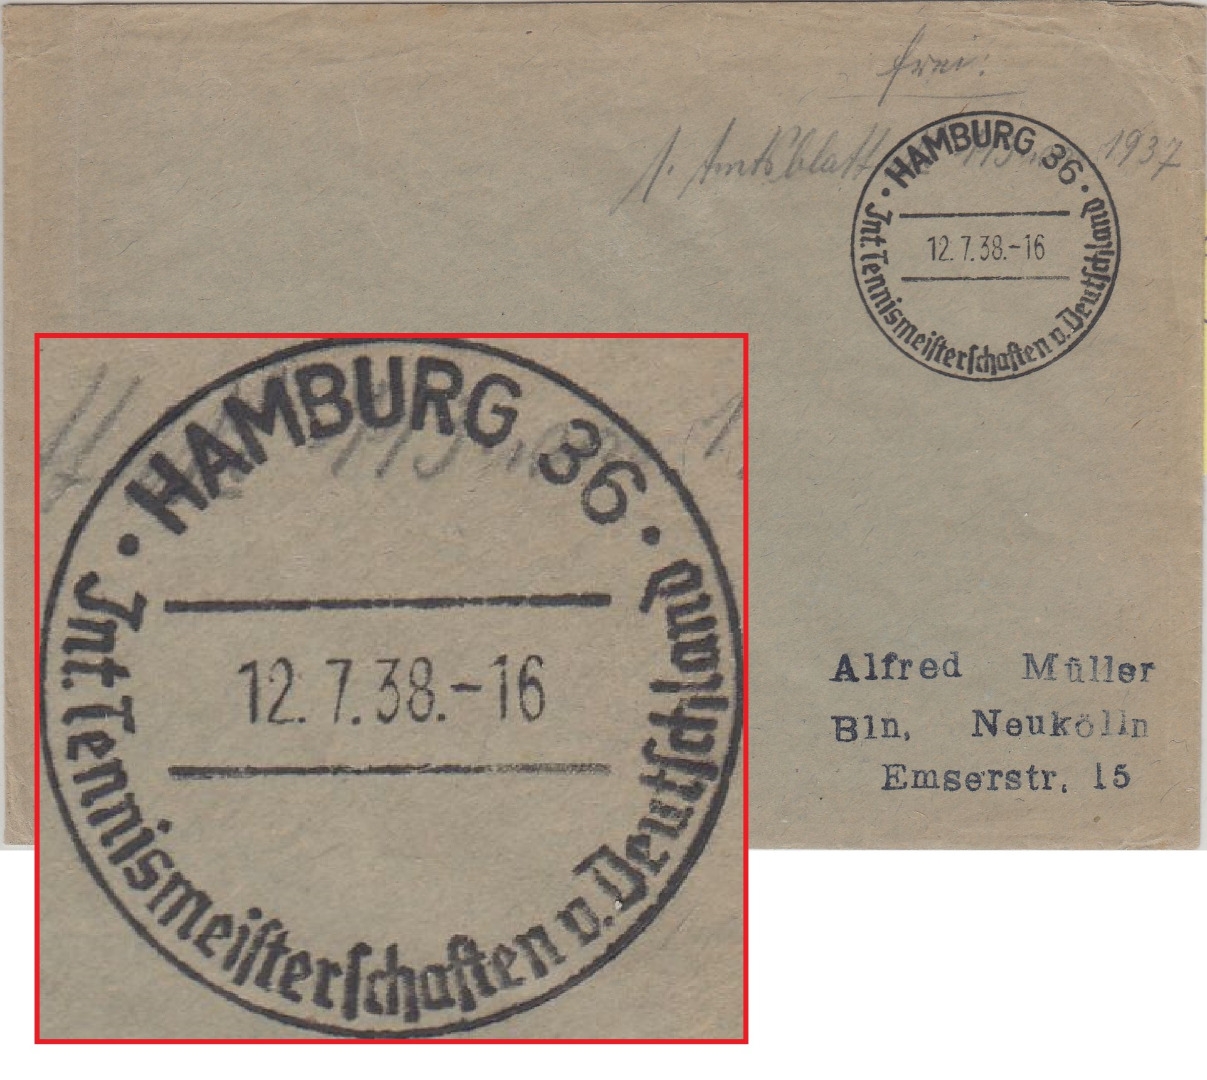 frei!
1. Amtsblatt 1937
HAMBURG 36
12.7.38.-16
Int. Tennismeisterschaften v. Deutschland
HAMBURG 36
12.7.38.-16
Int. Tennismeisterschaften v. Deutschland
Alfred Müller
Bln, Neukölln
Emserstr. 15